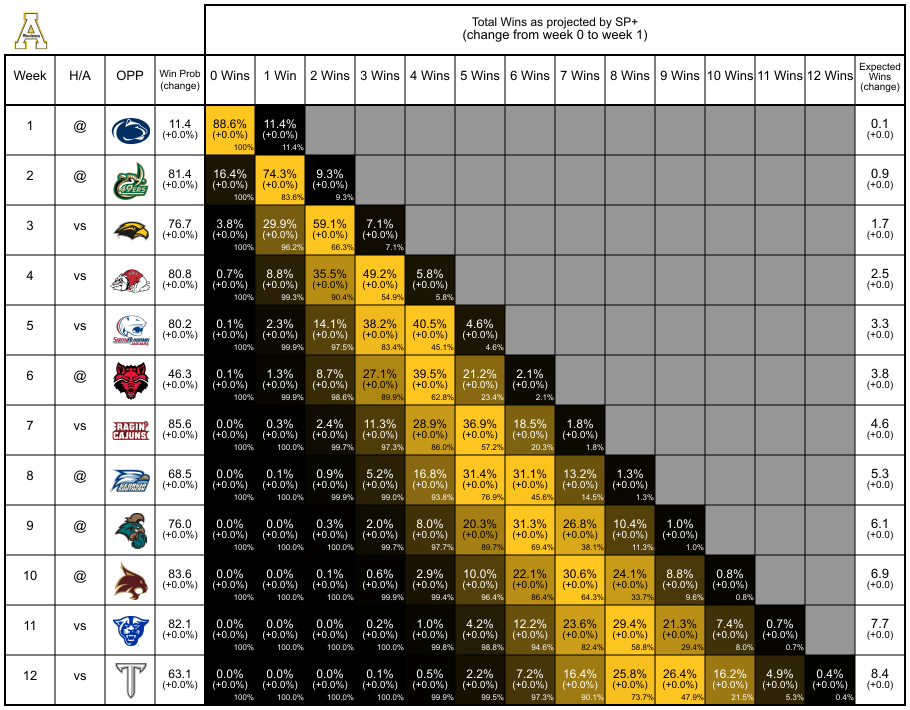 Total Wins as projected by SP+
(change from week 0 to week 1)
Week H/A OPP Win Prob (change) 0 Wins 1 Win 2 Wins 3 Wins 4 Wins 5 Wins 6 Wins 7 Wins 8 Wins 9 Wins 10 Wins 11 Wins 12 Wins Expected Wins (change)
1 @ 11.4 88.6% 11.4% 0.1
(+0.0%) (+0.0%) (+0.0%) (+0.0)
100% 11.4%
2 @ 49ERS 81.4 16.4% 74.3% 9.3% 0.9
(+0.0%) (+0.0%) (+0.0%) (+0.0%) (+0.0)
100% 83.6% 9.3%
3 vs 76.7 3.8% 29.9% 59.1% 7.1% 1.7
(+0.0%) (+0.0%) (+0.0%) (+0.0%) (+0.0%) (+0.0)
100% 96.2% 66.3% 7.1%
4 vs 80.8 0.7% 8.8% 35.5% 49.2% 5.8% 2.5
(+0.0%) (+0.0%) (+0.0%) (+0.0%) (+0.0%) (+0.0%) (+0.0)
100% 99.3% 90.4% 54.9% 5.8%
5 vs SOUTH ALABAMA 80.2 0.1% 2.3% 14.1% 38.2% 40.5% 4.6% 3.3
(+0.0%) (+0.0%) (+0.0%) (+0.0%) (+0.0%) (+0.0%) (+0.0%) (+0.0)
100% 99.9% 97.5% 83.4% 45.1% 4.6%
6 @ 46.3 0.1% 1.3% 8.7% 27.1% 39.5% 21.2% 2.1% 3.8
(+0.0%) (+0.0%) (+0.0%) (+0.0%) (+0.0%) (+0.0%) (+0.0%) (+0.0%) (+0.0)
100% 99.9% 98.6% 89.9% 62.8% 23.4% 2.1%
7 vs RAGIN' CAJUNS 85.6 0.0% 0.3% 2.4% 11.3% 28.9% 36.9% 18.5% 1.8% 4.6
(+0.0%) (+0.0%) (+0.0%) (+0.0%) (+0.0%) (+0.0%) (+0.0%) (+0.0%) (+0.0%) (+0.0)
100% 100.0% 99.7% 97.3% 86.0% 57.2% 20.3% 1.8%
8 @ GEORGIA SOUTHERN 68.5 0.0% 0.1% 0.9% 5.2% 16.8% 31.4% 31.1% 13.2% 1.3% 5.3
(+0.0%) (+0.0%) (+0.0%) (+0.0%) (+0.0%) (+0.0%) (+0.0%) (+0.0%) (+0.0%) (+0.0%) (+0.0)
100% 100.0% 99.9% 99.0% 93.8% 76.9% 45.6% 14.5% 1.3%
9 @ 76.0 0.0% 0.0% 0.3% 2.0% 8.0% 20.3% 31.3% 26.8% 10.4% 1.0% 6.1
(+0.0%) (+0.0%) (+0.0%) (+0.0%) (+0.0%) (+0.0%) (+0.0%) (+0.0%) (+0.0%) (+0.0%) (+0.0%) (+0.0)
100% 100.0% 100.0% 99.7% 97.7% 89.7% 69.4% 38.1% 11.3% 1.0%
10 @ 83.6 0.0% 0.0% 0.1% 0.6% 2.9% 10.0% 22.1% 30.6% 24.1% 8.8% 0.8% 6.9
(+0.0%) (+0.0%) (+0.0%) (+0.0%) (+0.0%) (+0.0%) (+0.0%) (+0.0%) (+0.0%) (+0.0%) (+0.0%) (+0.0%) (+0.0)
100% 100.0% 100.0% 99.9% 99.4% 96.4% 86.4% 64.3% 33.7% 9.6% 0.8%
11 vs 82.1 0.0% 0.0% 0.0% 0.2% 1.0% 4.2% 12.2% 23.6% 29.4% 21.3% 7.4% 0.7% 7.7
(+0.0%) (+0.0%) (+0.0%) (+0.0%) (+0.0%) (+0.0%) (+0.0%) (+0.0%) (+0.0%) (+0.0%) (+0.0%) (+0.0%) (+0.0%) (+0.0)
100% 100.0% 100.0% 100.0% 99.8% 98.8% 94.6% 82.4% 58.8% 29.4% 8.0% 0.7%
12 vs T 63.1 0.0% 0.0% 0.0% 0.1% 0.5% 2.2% 7.2% 16.4% 25.8% 26.4% 16.2% 4.9% 0.4% 8.4
(+0.0%) (+0.0%) (+0.0%) (+0.0%) (+0.0%) (+0.0%) (+0.0%) (+0.0%) (+0.0%) (+0.0%) (+0.0%) (+0.0%) (+0.0%) (+0.0%) (+0.0)
100% 100.0% 100.0% 100.0% 99.9% 99.5% 97.3% 90.1% 73.7% 47.9% 21.5% 5.3% 0.4%